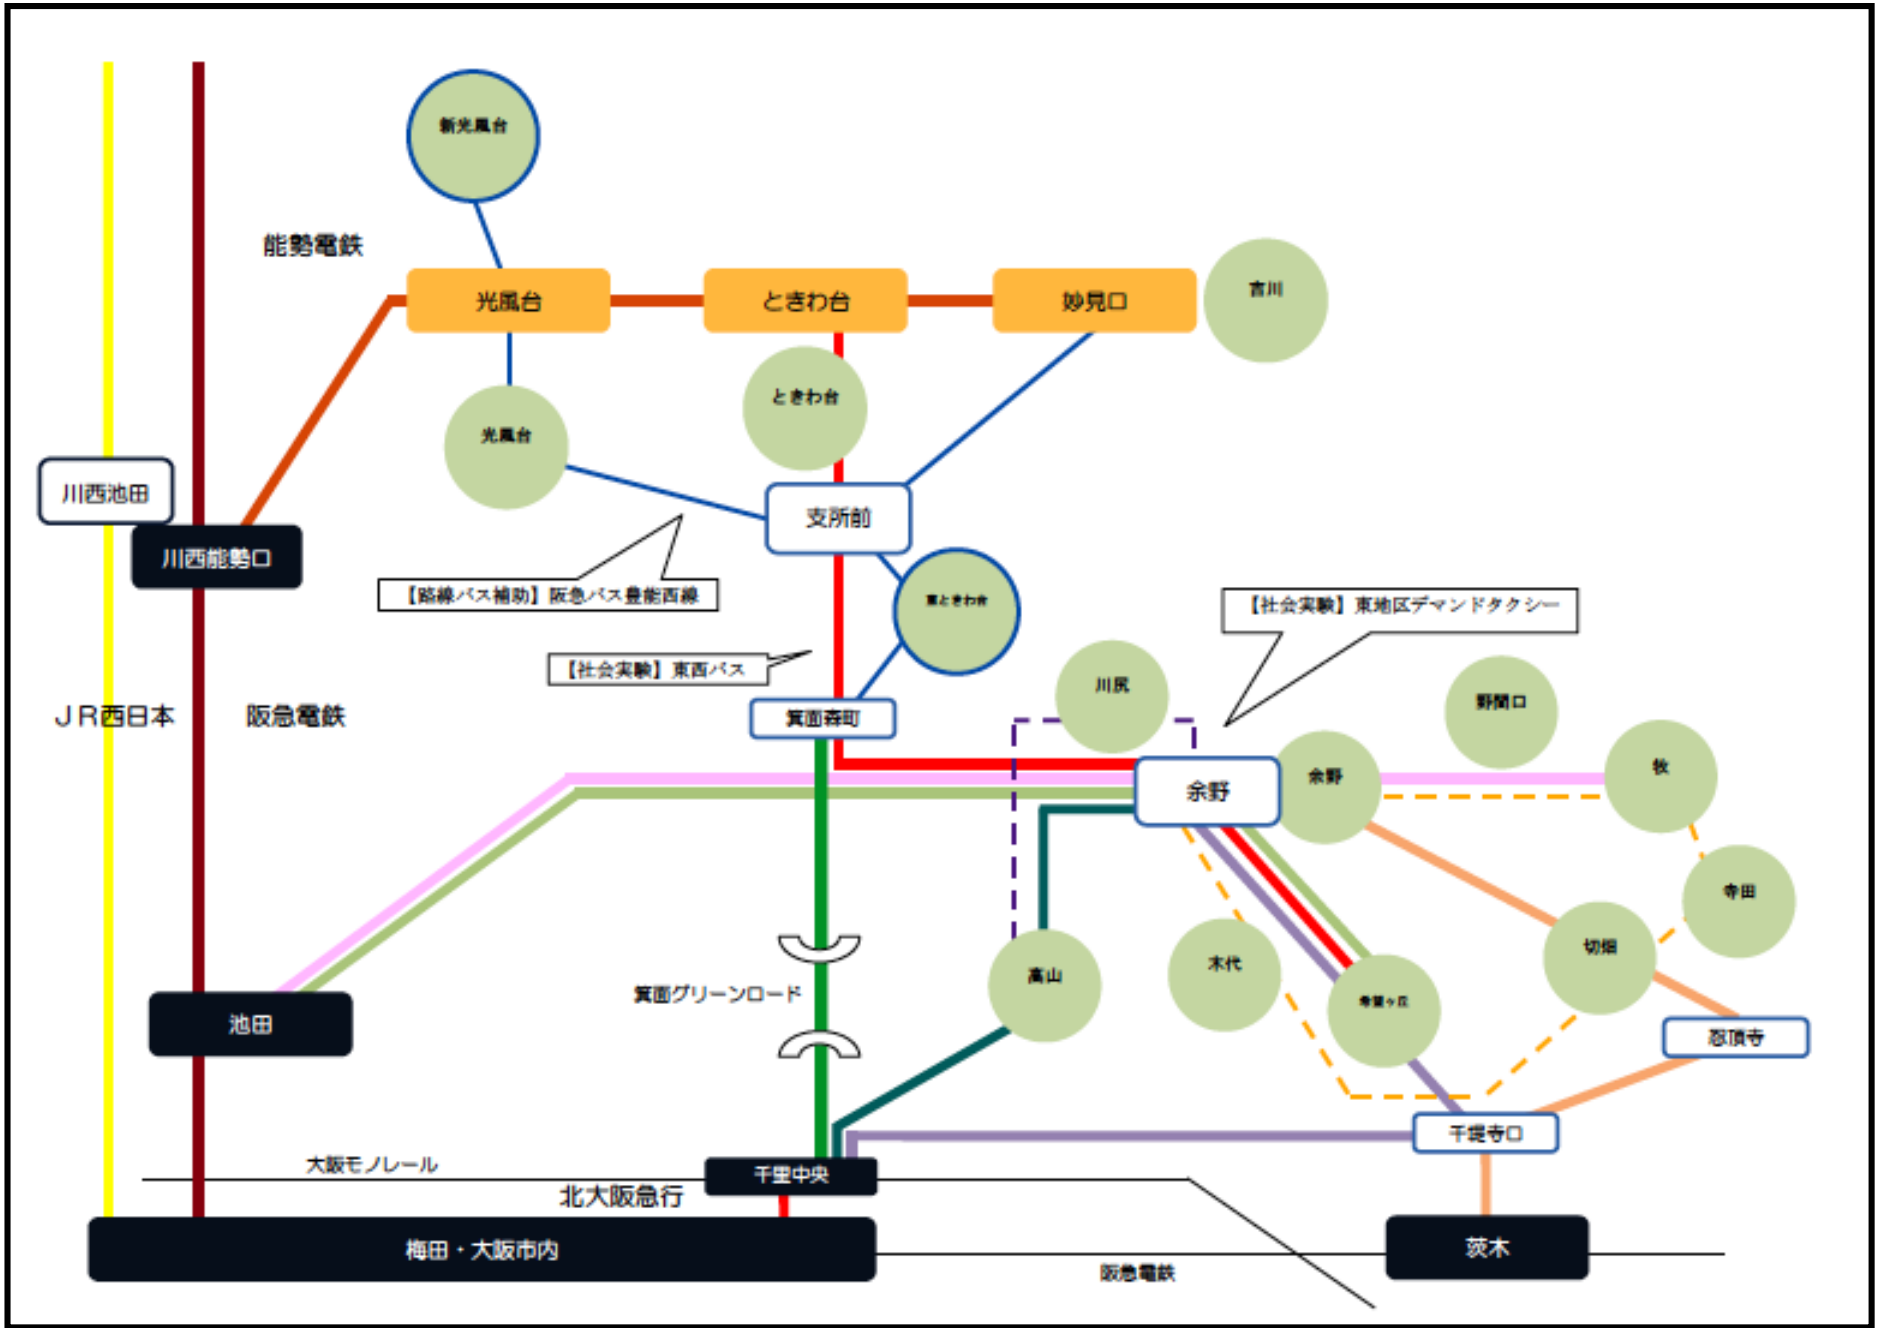 新光風台
能勢電鉄
光風台
ときわ台
妙見口
吉川
ときわ台
光風台
川西池田
支所前
川西能勢口
【路線バス補助】阪急バス豊能西線
東ときわ台
【社会実験】東地区デマンドタクシー
【社会実験】東西バス
川尻
野間口
JR西日本
阪急電鉄
箕面森町
余野
余野
牧
寺田
切畑
木代
高山
希望ヶ丘
箕面グリーンロード
池田
忍頂寺
千提寺口
大阪モノレール
千里中央
北大阪急行
梅田・大阪市内
茨木
阪急電鉄